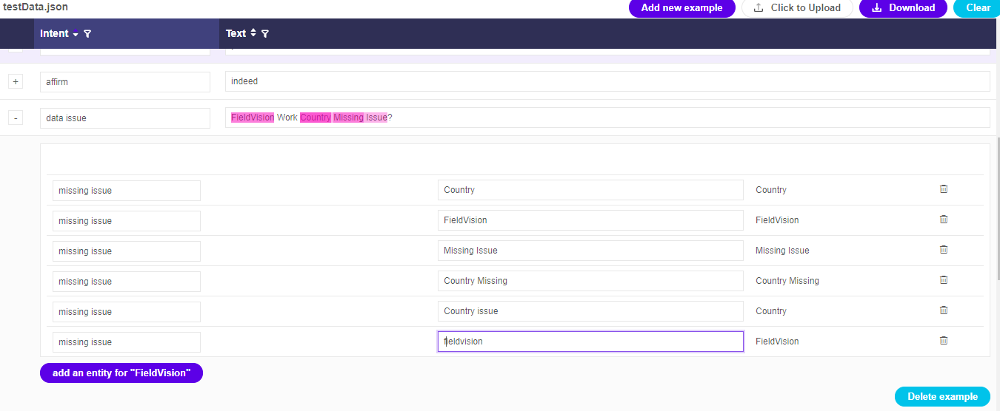 testData.json
Add new example
Click to Upload
Download
Clear
Intent
Text
+
affirm
indeed
-
data issue
FieldVision Work Country Missing Issue?
missing issue
Country
Country
missing issue
FieldVision
FieldVision
missing issue
Missing Issue
Missing Issue
missing issue
Country Missing
Country Missing
missing issue
Country issue
Country
missing issue
fieldvision
FieldVision
add an entity for "FieldVision"
Delete example